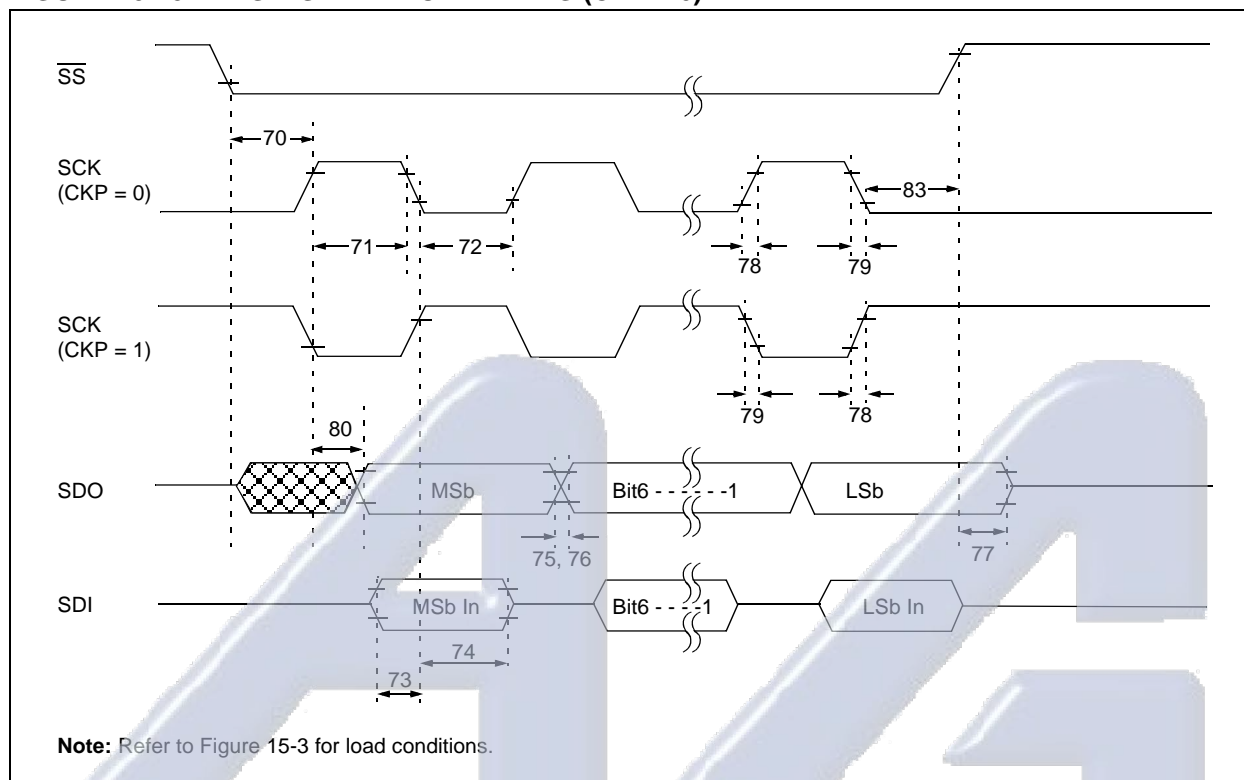 SS
70
SCK
(CKP = 0)
83
71
72
78
79
SCK
(CKP = 1)
79
78
80
SDO
MSb
Bit6 - - - - - -1
LSb
75, 76
77
SDI
MSb In
Bit6 - - - - -1
LSb In
74
73
Note: Refer to Figure 15-3 for load conditions.